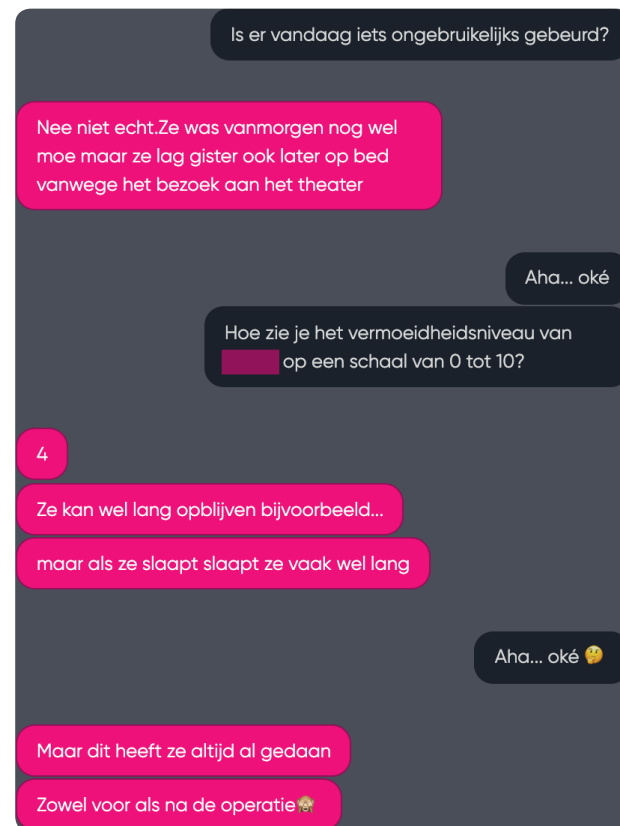 Is er vandaag iets ongebruikelijks gebeurd?
Nee niet echt.Ze was vanmorgen nog wel
moe maar ze lag gister ook later op bed
vanwege het bezoek aan het theater
Aha... oké
Hoe zie je het vermoeidheidsniveau van
op een schaal van 0 tot 10?
4
Ze kan wel lang opblijven bijvoorbeeld...
maar als ze slaapt slaapt ze vaak wel lang
Aha... oké 🤔
Maar dit heeft ze altijd al gedaan
Zowel voor als na de operatie🙈